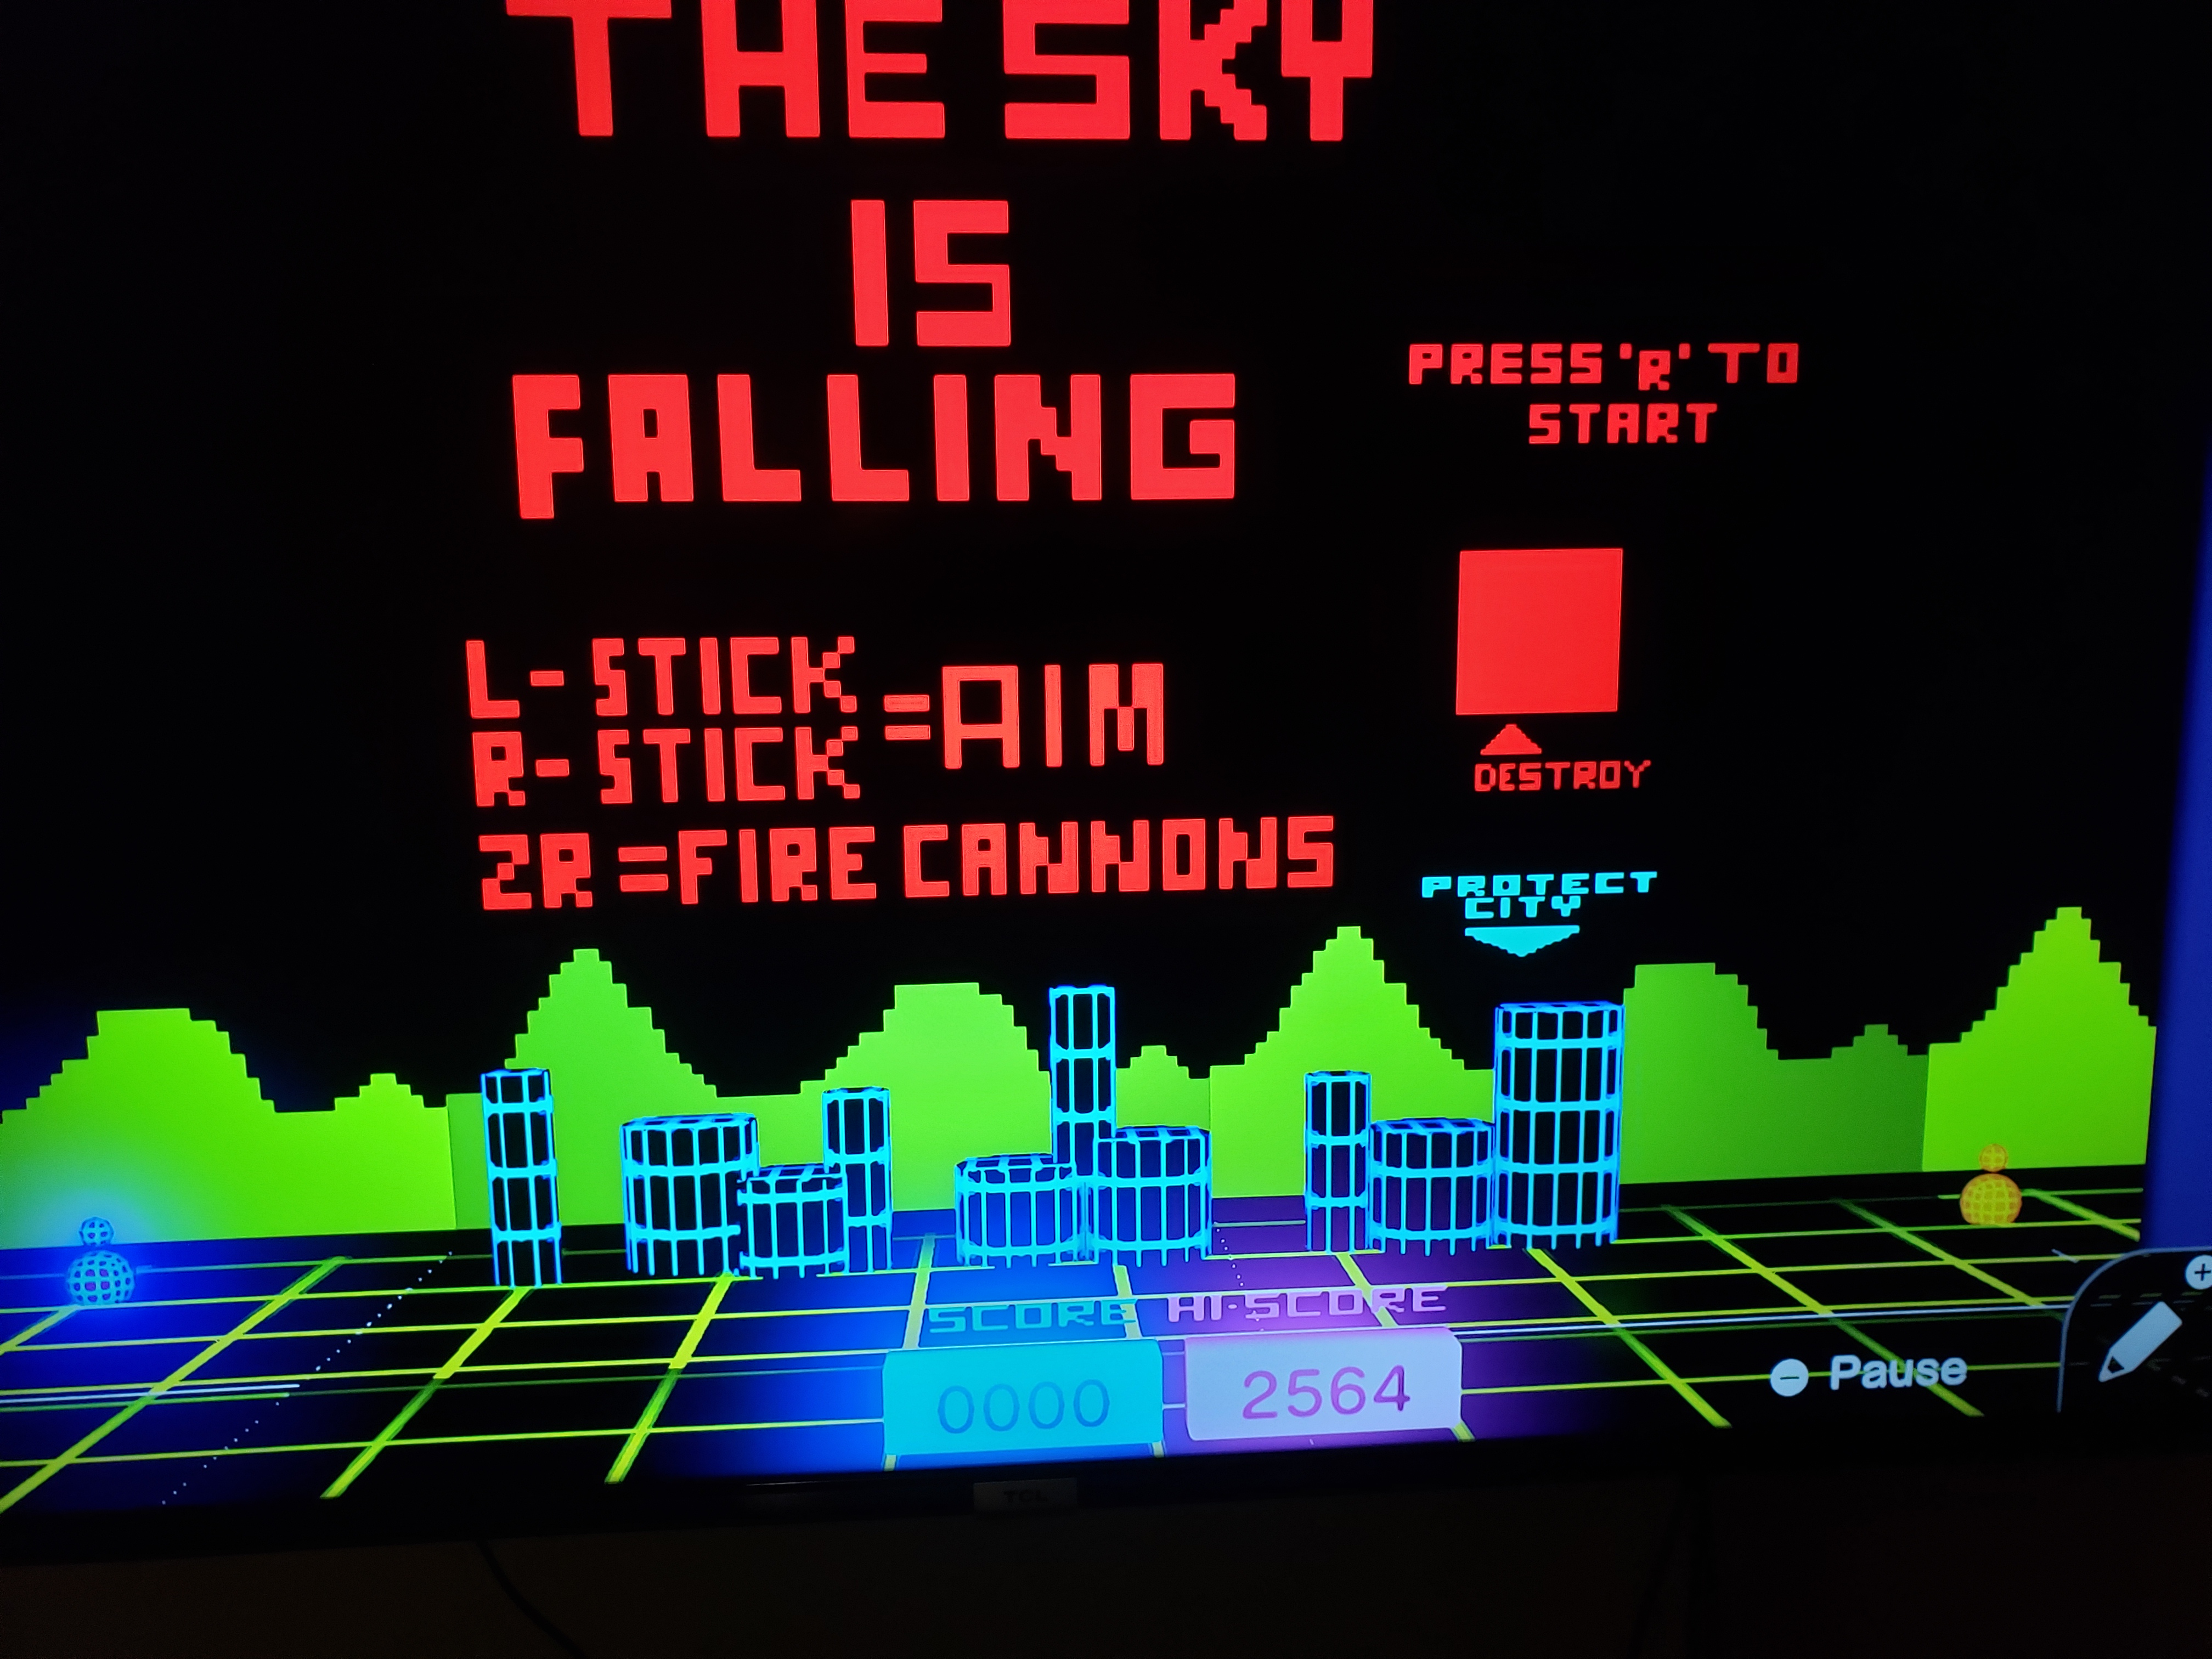 THE SKY
IS
FALLING
PRESS 'R' TO
START
L- STICK
R- STICK
=AIM
ZR =FIRE CANNONS
DESTROY
PROTECT
CITY
SCORE HI-SCORE
0000 2564
Pause
TCL